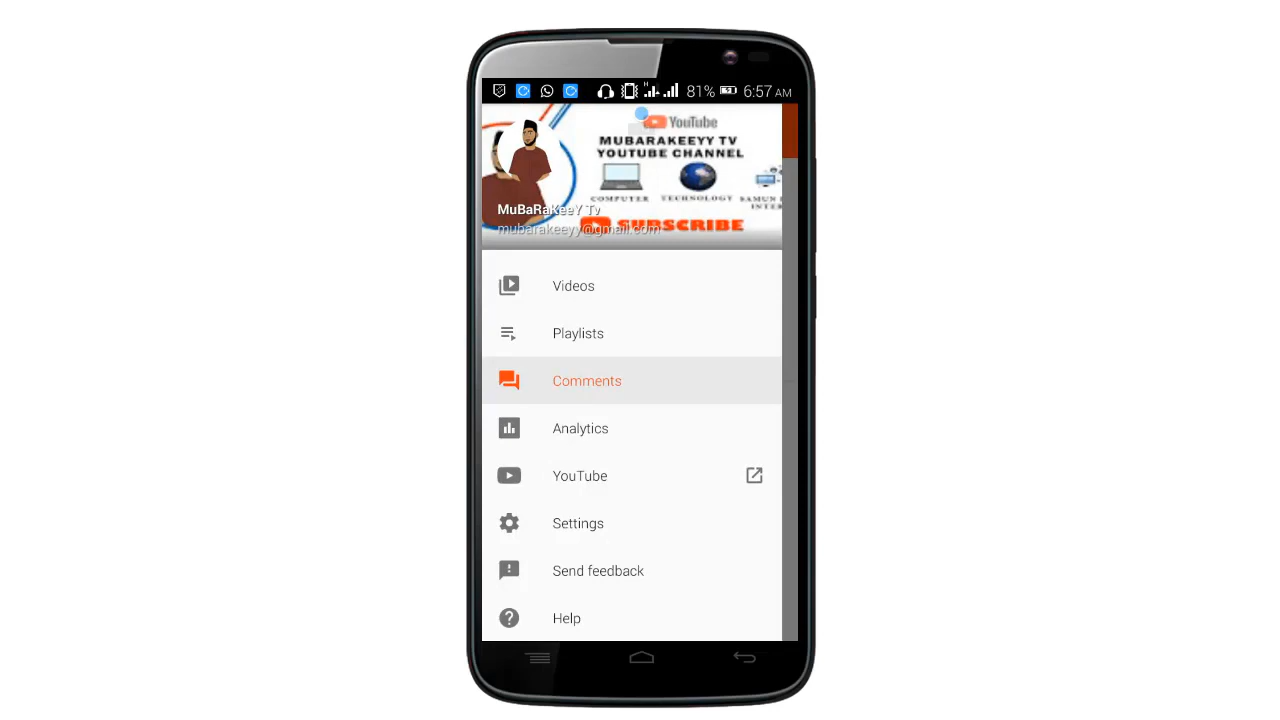 H
81% 6:57 AM
YouTube
MUBARAKEEYY TV
YOUTUBE CHANNEL
COMPUTER TECHNOLOGY
INTER
MuBaRaKeeY Tv
SUBSCRIBE
mubarakeeyy@gmail.com
Videos
Playlists
Comments
Analytics
YouTube
Settings
Send feedback
Help